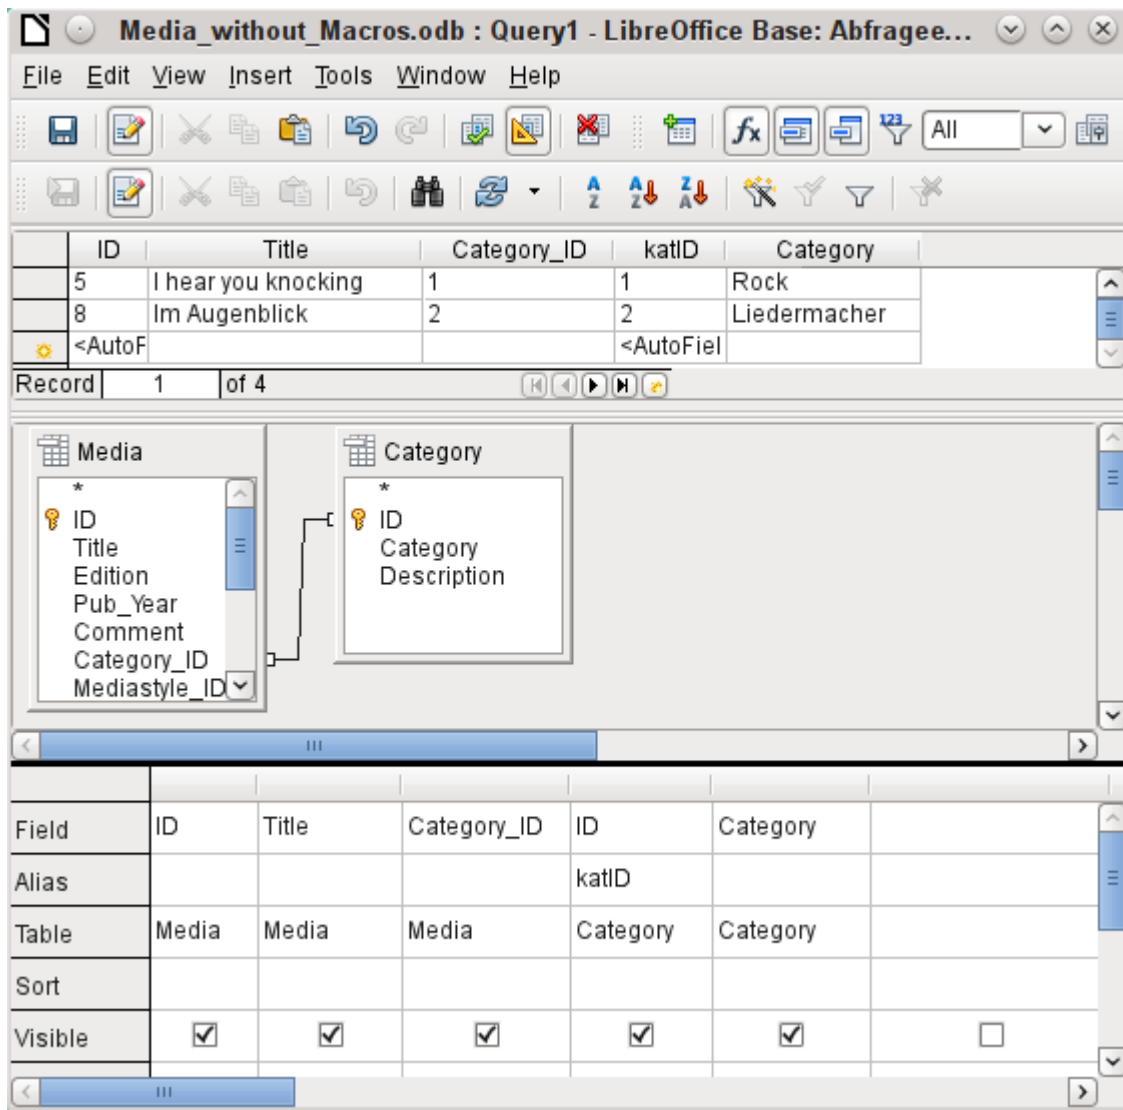 Media_without_Macros.odb : Query1 - LibreOffice Base: Abfragee...
File Edit View Insert Tools Window Help
fx 123 All
A Z A Z Z A
ID Title Category_ID katID Category
5 I hear you knocking 1 1 Rock
8 Im Augenblick 2 2 Liedermacher
<AutoF <AutoFiel
Record 1 of 4
Media Category
* *
ID ID
Title Category
Edition Description
Pub_Year
Comment
Category_ID
Mediastyle_ID
Field ID Title Category_ID ID Category
Alias katID
Table Media Media Media Category Category
Sort
Visible